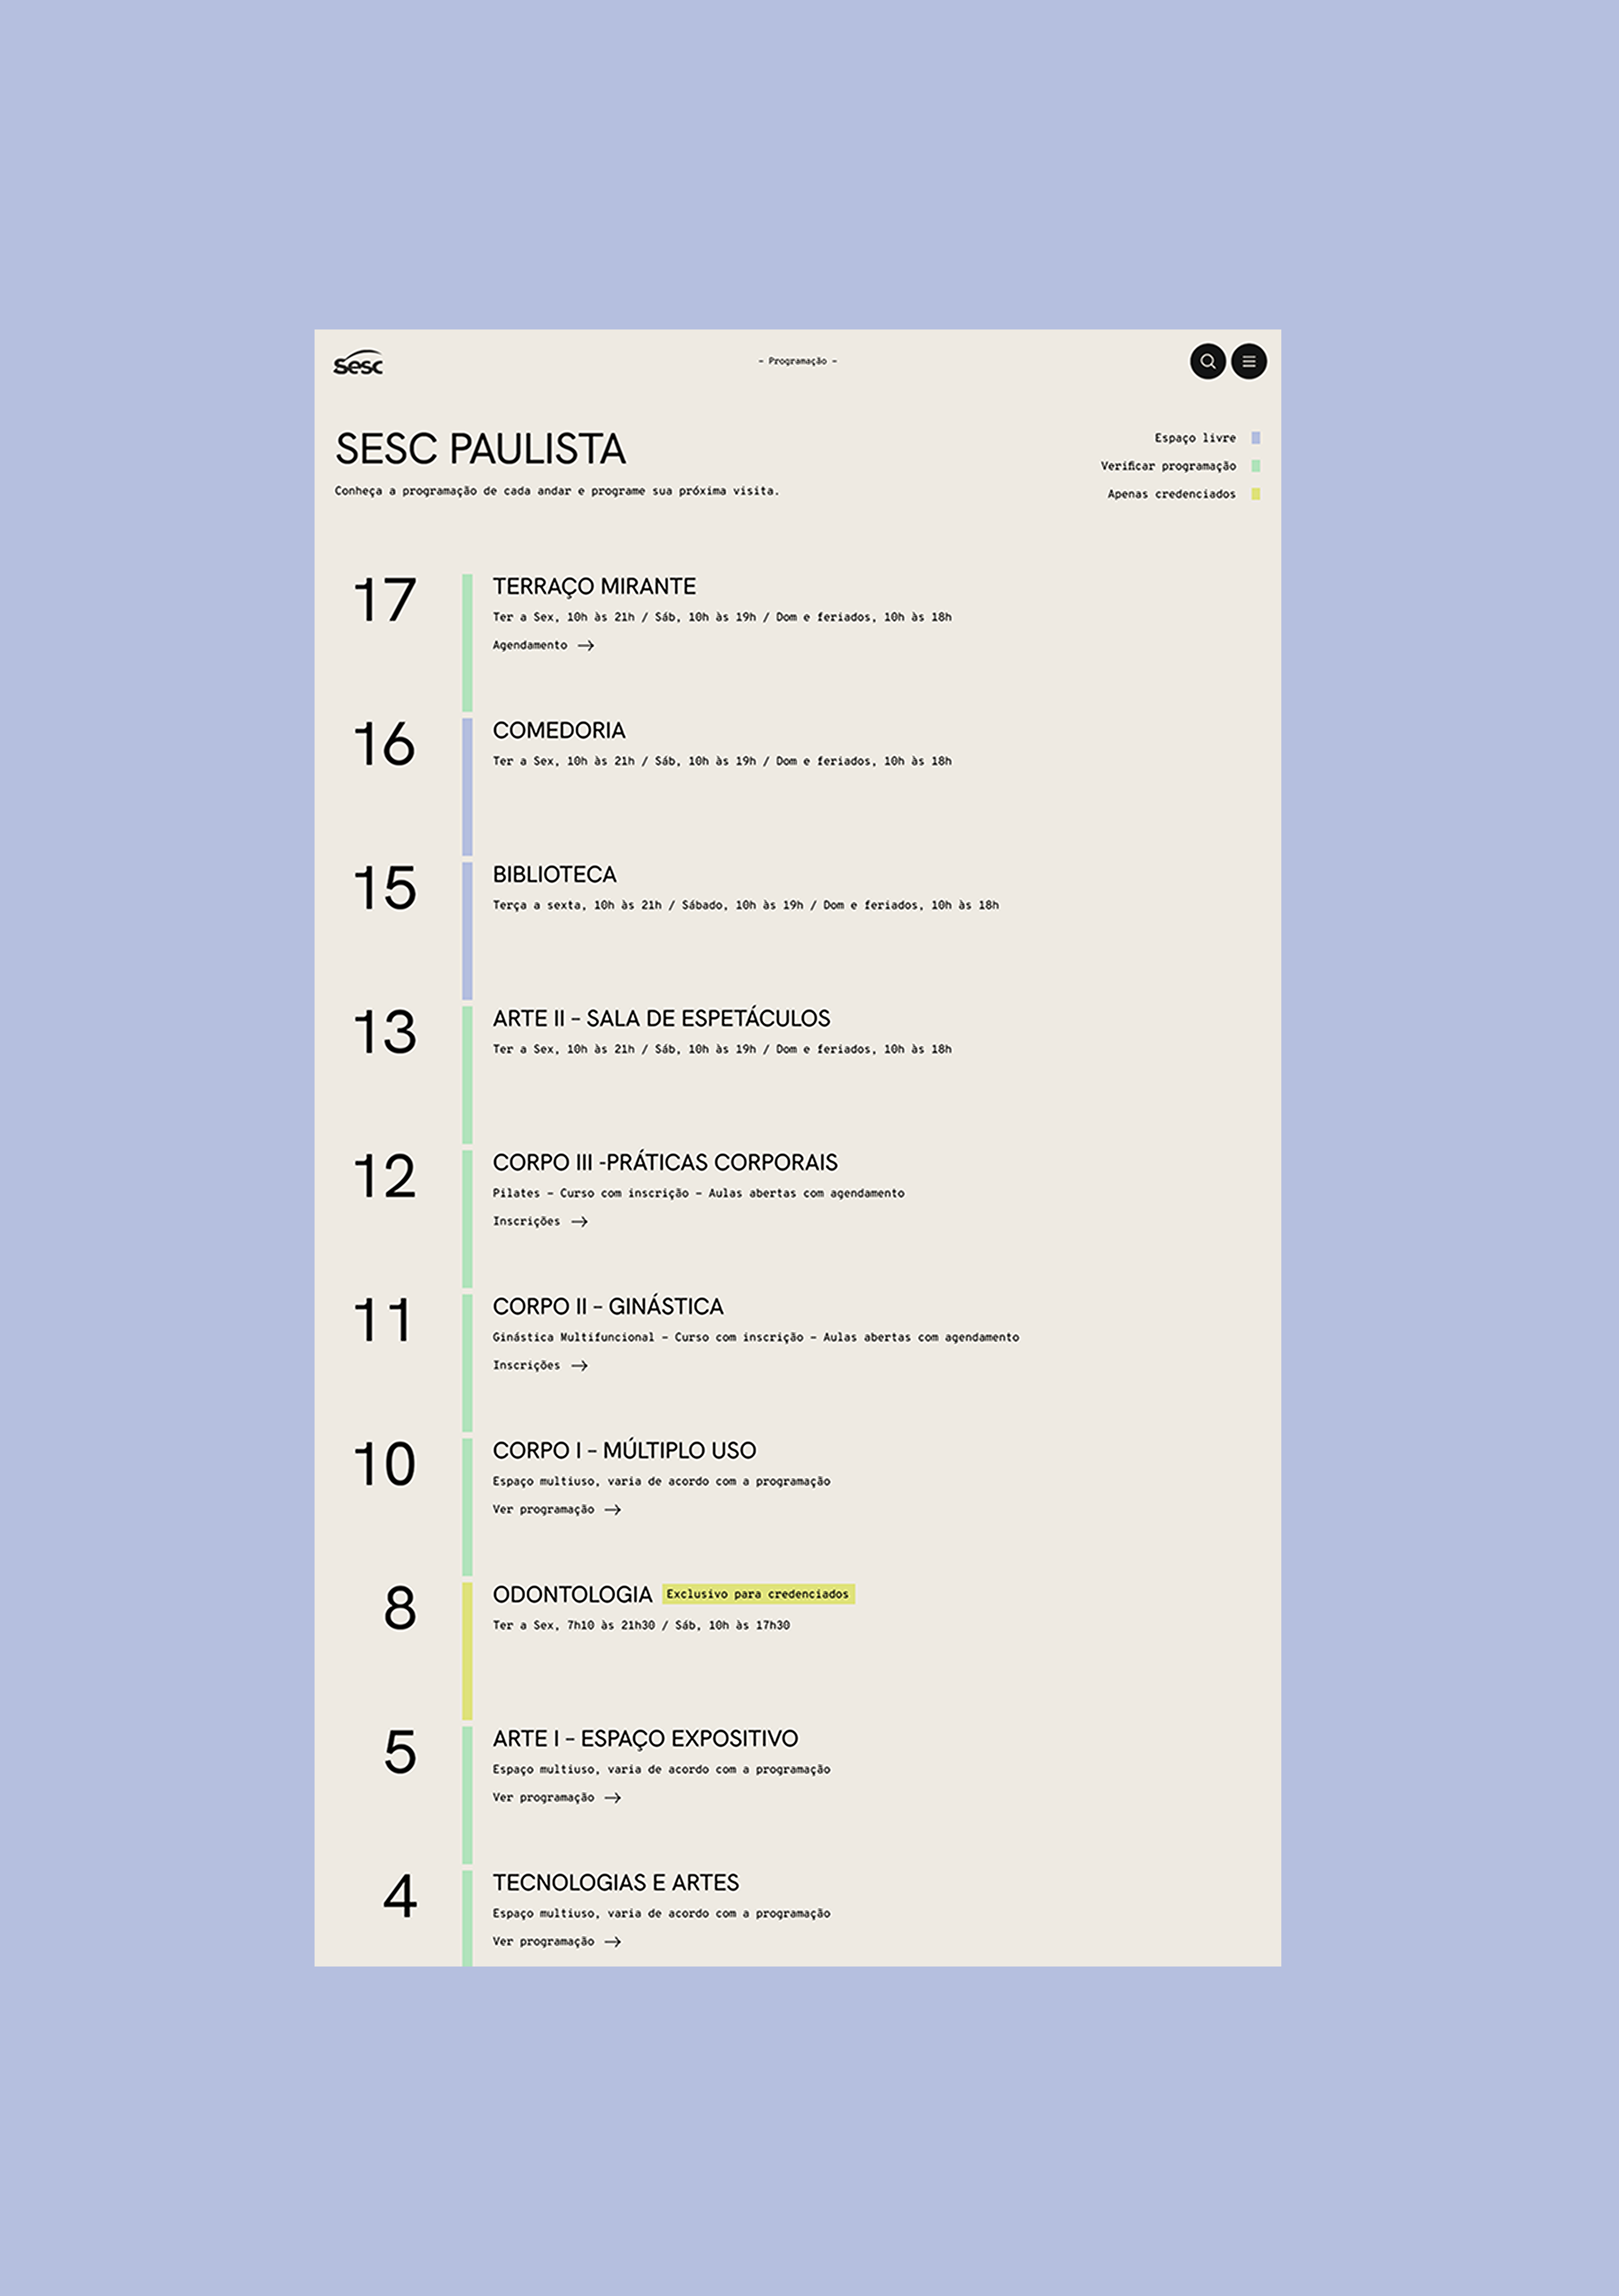 Sesc
– Programação –
SESC PAULISTA
Conheça a programação de cada andar e programe sua próxima visita.
Espaço livre
Verificar programação
Apenas credenciados
17
TERRAÇO MIRANTE
Ter a Sex, 10h às 21h / Sáb, 10h às 19h / Dom e feriados, 10h às 18h
Agendamento →
16
COMEDORIA
Ter a Sex, 10h às 21h / Sáb, 10h às 19h / Dom e feriados, 10h às 18h
15
BIBLIOTECA
Terça a sexta, 10h às 21h / Sábado, 10h às 19h / Dom e feriados, 10h às 18h
13
ARTE II – SALA DE ESPETÁCULOS
Ter a Sex, 10h às 21h / Sáb, 10h às 19h / Dom e feriados, 10h às 18h
12
CORPO III -PRÁTICAS CORPORAIS
Pilates – Curso com inscrição – Aulas abertas com agendamento
Inscrições →
11
CORPO II – GINÁSTICA
Ginástica Multifuncional – Curso com inscrição – Aulas abertas com agendamento
Inscrições →
10
CORPO I – MÚLTIPLO USO
Espaço multiuso, varia de acordo com a programação
Ver programação →
8
ODONTOLOGIA Exclusivo para credenciados
Ter a Sex, 7h10 às 21h30 / Sáb, 10h às 17h30
5
ARTE I – ESPAÇO EXPOSITIVO
Espaço multiuso, varia de acordo com a programação
Ver programação →
4
TECNOLOGIAS E ARTES
Espaço multiuso, varia de acordo com a programação
Ver programação →